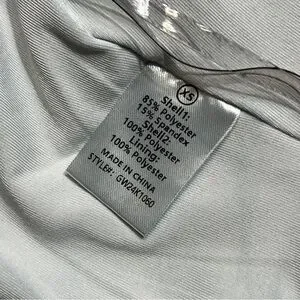 XS
Shell1:
85% Polyester
15% Spandex
Shell2:
100% Polyester
Lining:
100% Polyester
MADE IN CHINA
STYLE#: GW24K1060